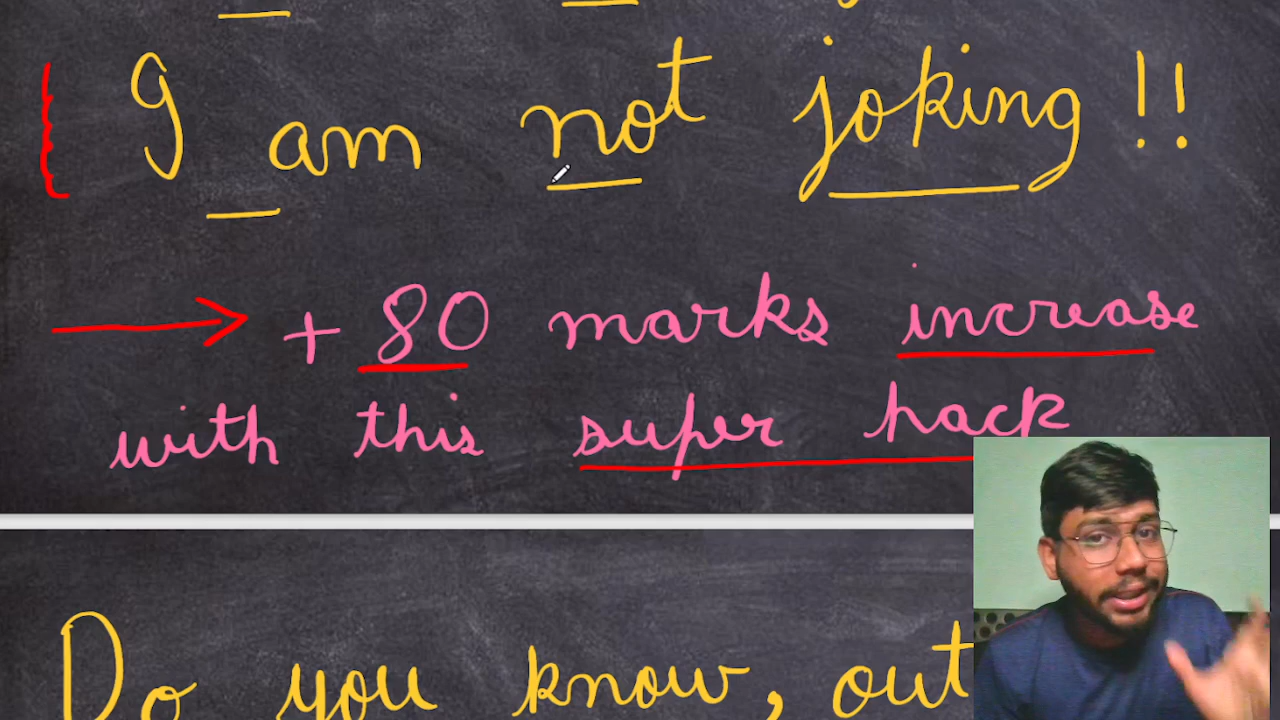 I am not joking !!
+ 80 marks increase
with this super hack
Do you know, out